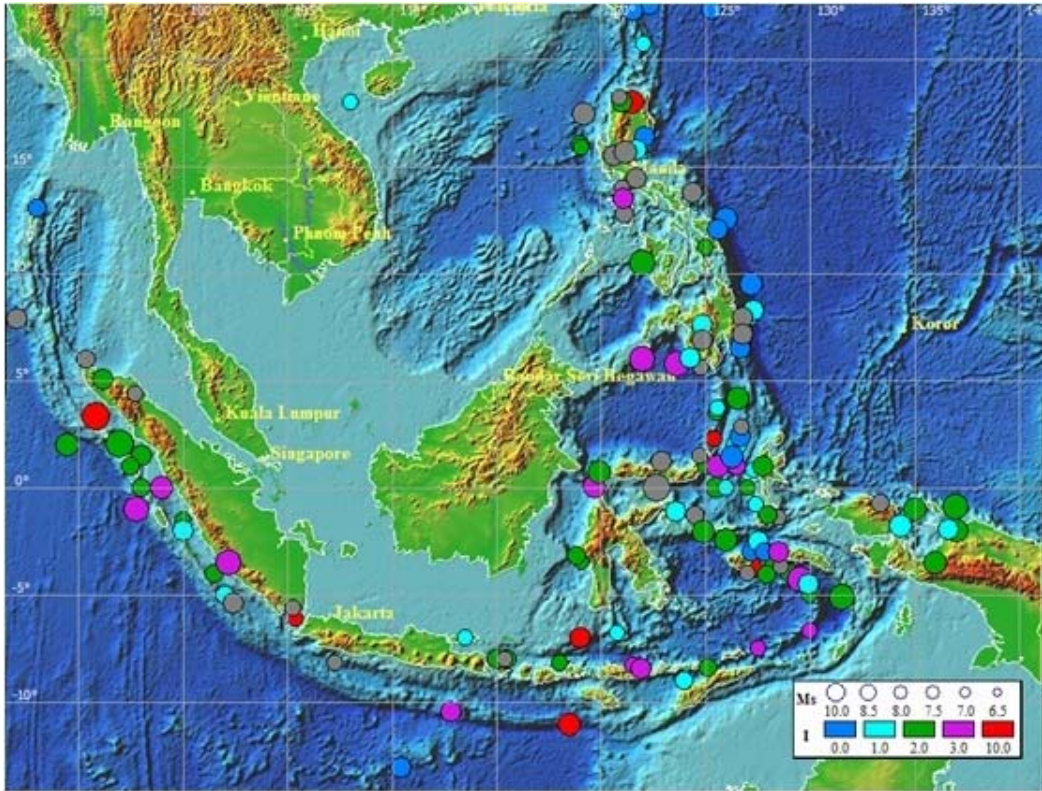 95°
120°
125°
130°
135°
Hanoi
Vientiane
Rangoon
15°
Manila
Bangkok
Phnom Penh
10°
Koror
5°
Bandar Seri Begawan
Kuala Lumpur
Singapore
0°
-5°
Jakarta
-10°
Ms
10.0 8.5 8.0 7.5 7.0 6.5
I
0.0 1.0 2.0 3.0 10.0